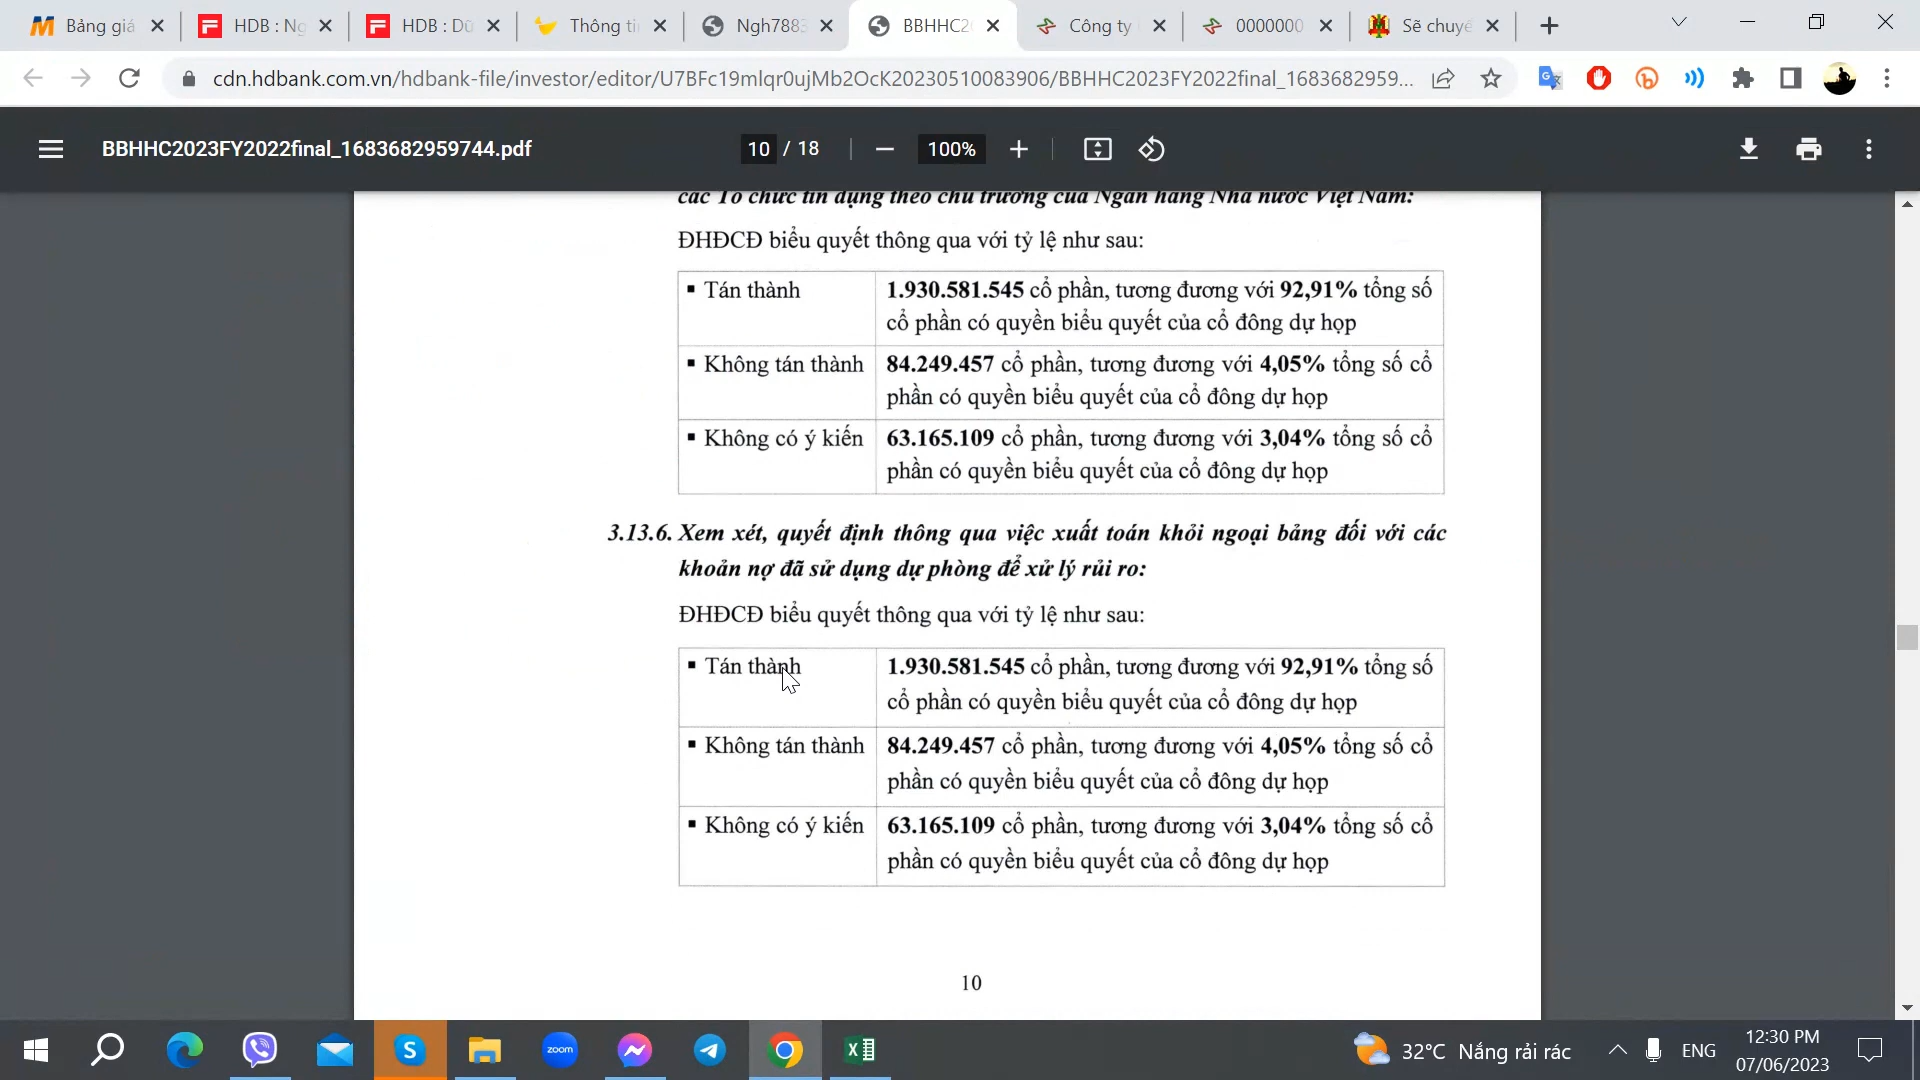 Bảng giá
HDB : Ng
HDB : Dữ
Thông ti
Ngh7883
BBHHC2
Công ty
0000000
Sẽ chuyể
cdn.hdbank.com.vn/hdbank-file/investor/editor/U7BFc19mlqr0ujMb2OcK20230510083906/BBHHC2023FY2022final_1683682959...
BBHHC2023FY2022final_1683682959744.pdf
10 / 18
100%
các Tổ chức tín dụng theo chủ trương của Ngân hàng Nhà nước Việt Nam:
ĐHĐCĐ biểu quyết thông qua với tỷ lệ như sau:
▪ Tán thành 1.930.581.545 cổ phần, tương đương với 92,91% tổng số
cổ phần có quyền biểu quyết của cổ đông dự họp
▪ Không tán thành 84.249.457 cổ phần, tương đương với 4,05% tổng số cổ
phần có quyền biểu quyết của cổ đông dự họp
▪ Không có ý kiến 63.165.109 cổ phần, tương đương với 3,04% tổng số cổ
phần có quyền biểu quyết của cổ đông dự họp
3.13.6. Xem xét, quyết định thông qua việc xuất toán khỏi ngoại bảng đối với các
khoản nợ đã sử dụng dự phòng để xử lý rủi ro:
ĐHĐCĐ biểu quyết thông qua với tỷ lệ như sau:
▪ Tán thành 1.930.581.545 cổ phần, tương đương với 92,91% tổng số
cổ phần có quyền biểu quyết của cổ đông dự họp
▪ Không tán thành 84.249.457 cổ phần, tương đương với 4,05% tổng số cổ
phần có quyền biểu quyết của cổ đông dự họp
▪ Không có ý kiến 63.165.109 cổ phần, tương đương với 3,04% tổng số cổ
phần có quyền biểu quyết của cổ đông dự họp
10
zoom
32°C Nắng rải rác
ENG
12:30 PM
07/06/2023